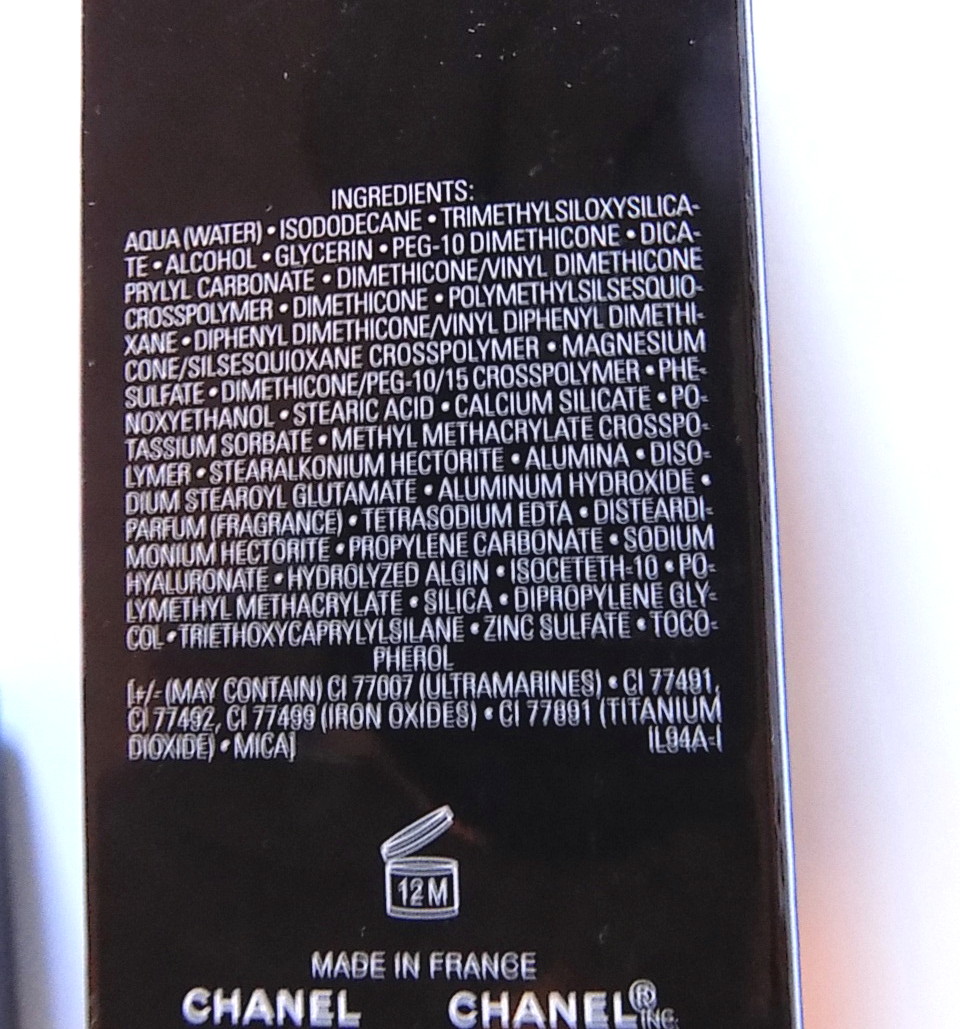 INGREDIENTS:
AQUA (WATER) • ISODODECANE • TRIMETHYLSILOXYSILICA-
TE • ALCOHOL • GLYCERIN • PEG-10 DIMETHICONE • DICA-
PRYLYL CARBONATE • DIMETHICONE/VINYL DIMETHICONE
CROSSPOLYMER • DIMETHICONE • POLYMETHYLSILSESQUIO-
XANE • DIPHENYL DIMETHICONE/VINYL DIPHENYL DIMETHI-
CONE/SILSESQUIOXANE CROSSPOLYMER • MAGNESIUM
SULFATE • DIMETHICONE/PEG-10/15 CROSSPOLYMER • PHE-
NOXYETHANOL • STEARIC ACID • CALCIUM SILICATE • PO-
TASSIUM SORBATE • METHYL METHACRYLATE CROSSPO-
LYMER • STEARALKONIUM HECTORITE • ALUMINA • DISO-
DIUM STEAROYL GLUTAMATE • ALUMINUM HYDROXIDE •
PARFUM (FRAGRANCE) • TETRASODIUM EDTA • DISTEARDI-
MONIUM HECTORITE • PROPYLENE CARBONATE • SODIUM
HYALURONATE • HYDROLYZED ALGIN • ISOCETETH-10 • PO-
LYMETHYL METHACRYLATE • SILICA • DIPROPYLENE GLY-
COL • TRIETHOXYCAPRYLYLSILANE • ZINC SULFATE • TOCO-
PHEROL
[+/- (MAY CONTAIN) CI 77007 (ULTRAMARINES) • CI 77491,
CI 77492, CI 77499 (IRON OXIDES) • CI 77891 (TITANIUM
DIOXIDE) • MICA] IL94A-I
12 M
MADE IN FRANCE
CHANEL CHANEL® INC.